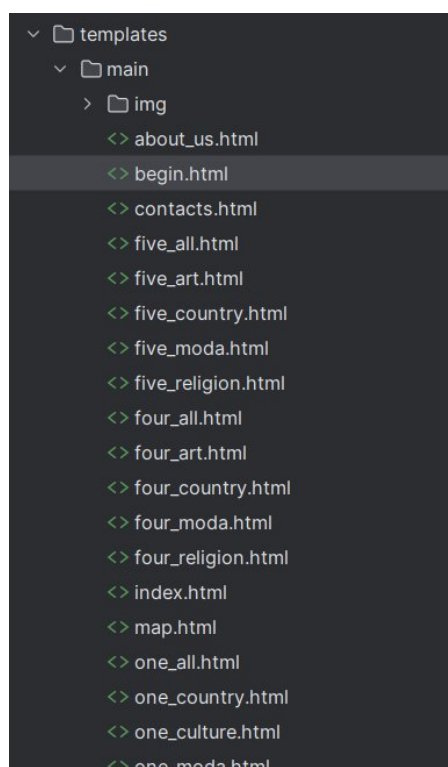 templates
main
img
about_us.html
begin.html
contacts.html
five_all.html
five_art.html
five_country.html
five_moda.html
five_religion.html
four_all.html
four_art.html
four_country.html
four_moda.html
four_religion.html
index.html
map.html
one_all.html
one_country.html
one_culture.html
one_moda.html